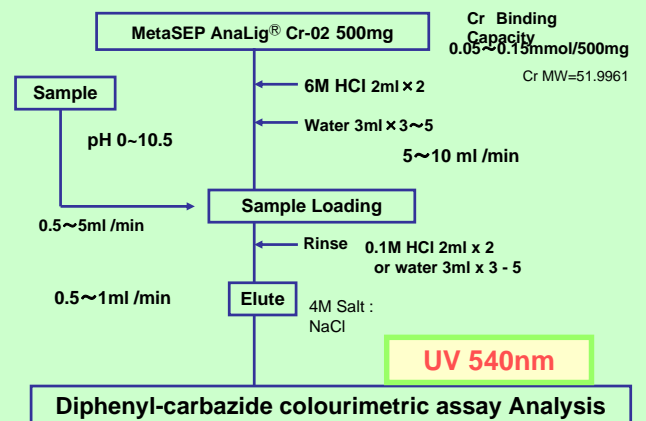 MetaSEP AnaLig® Cr-02 500mg
Cr Binding
Capacity
0.05～0.15mmol/500mg
Cr MW=51.9961
6M HCl 2ml×2
Sample
Water 3ml×3～5
pH 0~10.5
5～10 ml /min
Sample Loading
0.5～5ml /min
Rinse 0.1M HCl 2ml x 2
or water 3ml x 3 - 5
0.5～1ml /min
Elute
4M Salt :
NaCl
UV 540nm
Diphenyl-carbazide colourimetric assay Analysis